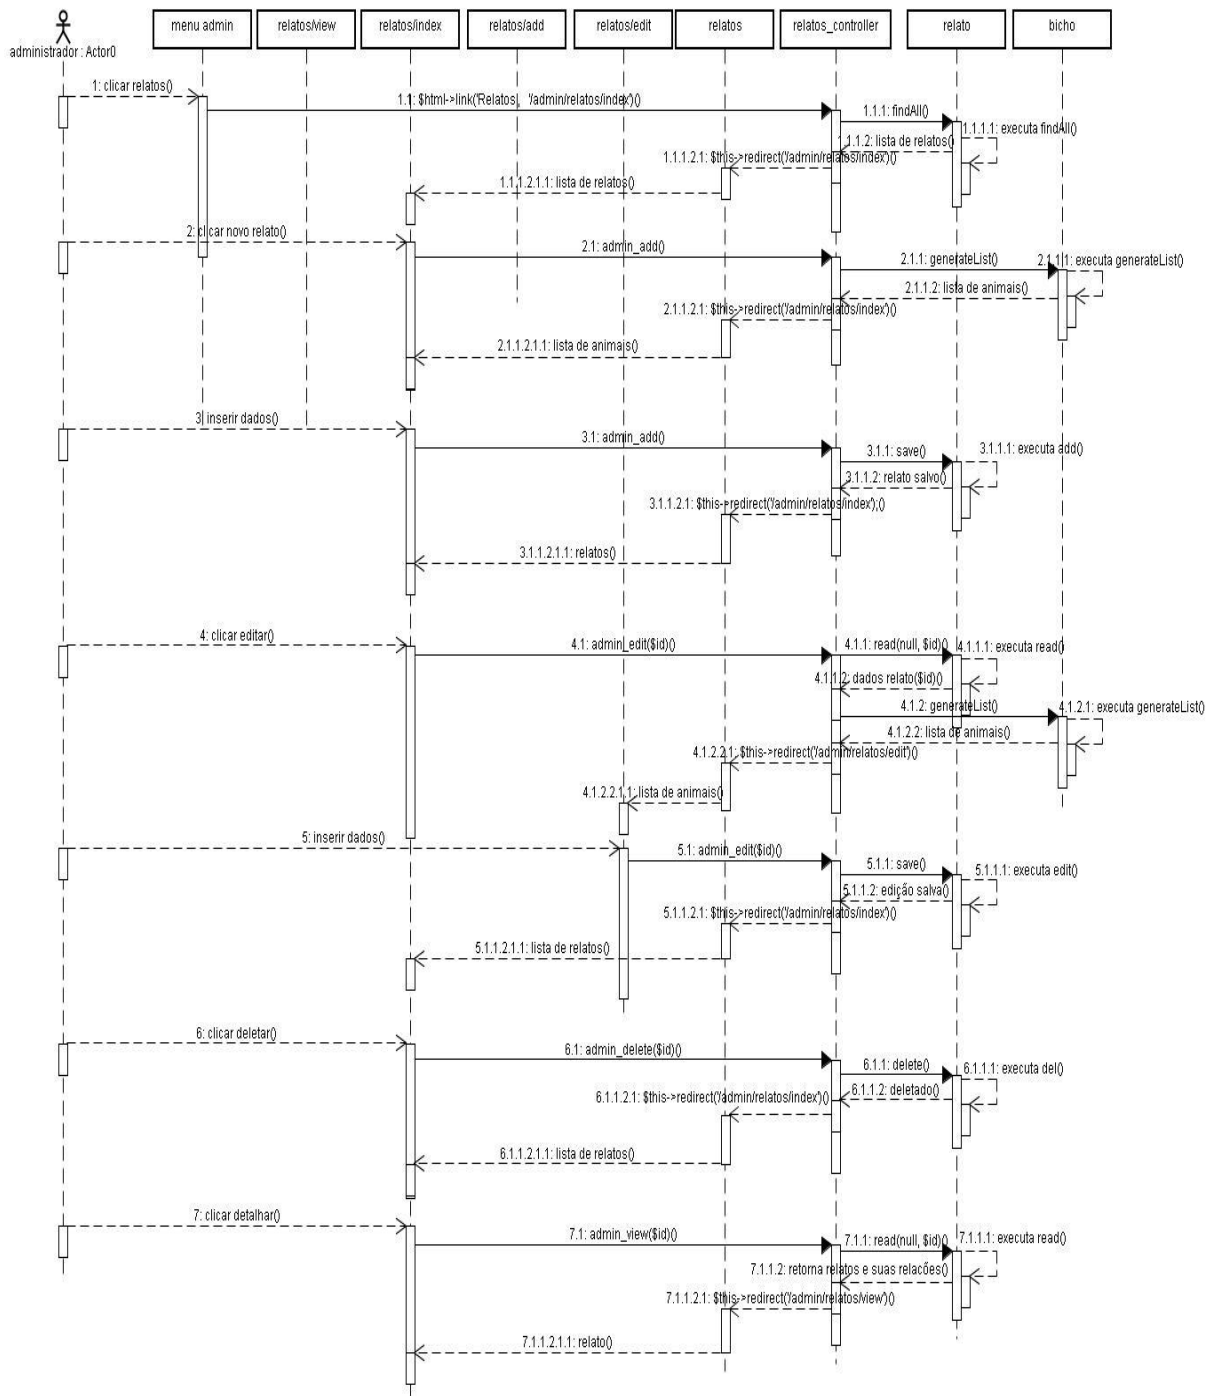 administrador : Actor0
menu admin
relatos/view
relatos/index
relatos/add
relatos/edit
relatos
relatos_controller
relato
bicho
1: clicar relatos()
1.1: $html->link('Relatos', '/admin/relatos/index')()
1.1.1: findAll()
1.1.1.1: executa findAll()
1.1.1.2: lista de relatos()
1.1.1.2.1: $this->redirect('/admin/relatos/index')()
1.1.1.2.1.1: lista de relatos()
2: clicar novo relato()
2.1: admin_add()
2.1.1: generateList()
2.1.1.1: executa generateList()
2.1.1.2: lista de animais()
2.1.1.2.1: $this->redirect('/admin/relatos/index')()
2.1.1.2.1.1: lista de animais()
3: inserir dados()
3.1: admin_add()
3.1.1: save()
3.1.1.1: executa add()
3.1.1.2: relato salvo()
3.1.1.2.1: $this->redirect('/admin/relatos/index');()
3.1.1.2.1.1: relatos()
4: clicar editar()
4.1: admin_edit($id)()
4.1.1: read(null, $id)()
4.1.1.1: executa read()
4.1.1.2: dados relato($id)()
4.1.2: generateList()
4.1.2.1: executa generateList()
4.1.2.2: lista de animais()
4.1.2.2.1: $this->redirect('/admin/relatos/edit')()
4.1.2.2.1.1: lista de animais()
5: inserir dados()
5.1: admin_edit($id)()
5.1.1: save()
5.1.1.1: executa edit()
5.1.1.2: edição salva()
5.1.1.2.1: $this->redirect('/admin/relatos/index')()
5.1.1.2.1.1: lista de relatos()
6: clicar deletar()
6.1: admin_delete($id)()
6.1.1: delete()
6.1.1.1: executa del()
6.1.1.2: deletado()
6.1.1.2.1: $this->redirect('/admin/relatos/index')()
6.1.1.2.1.1: lista de relatos()
7: clicar detalhar()
7.1: admin_view($id)()
7.1.1: read(null, $id)()
7.1.1.1: executa read()
7.1.1.2: retorna relatos e suas relacões()
7.1.1.2.1: $this->redirect('/admin/relatos/view')()
7.1.1.2.1.1: relato()